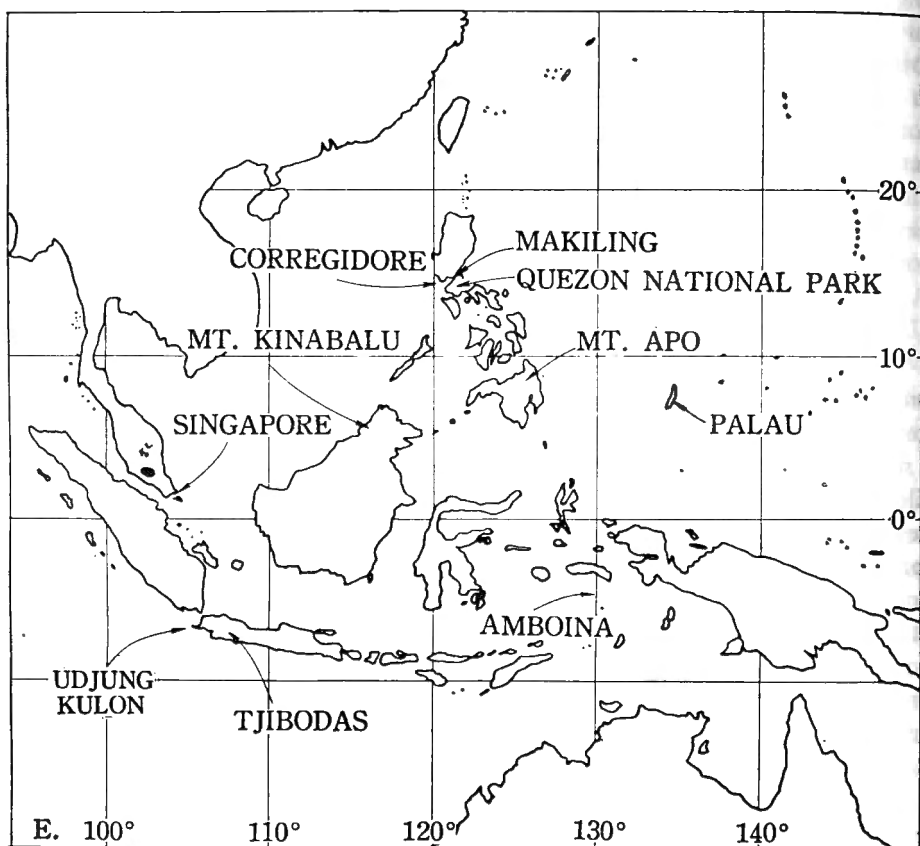 20°
CORREGIDORE
MAKILING
QUEZON NATIONAL PARK
MT. KINABALU
MT. APO
10°
SINGAPORE
PALAU
0°
AMBOINA
UDJUNG
KULON
TJIBODAS
E. 100° 110° 120° 130° 140°